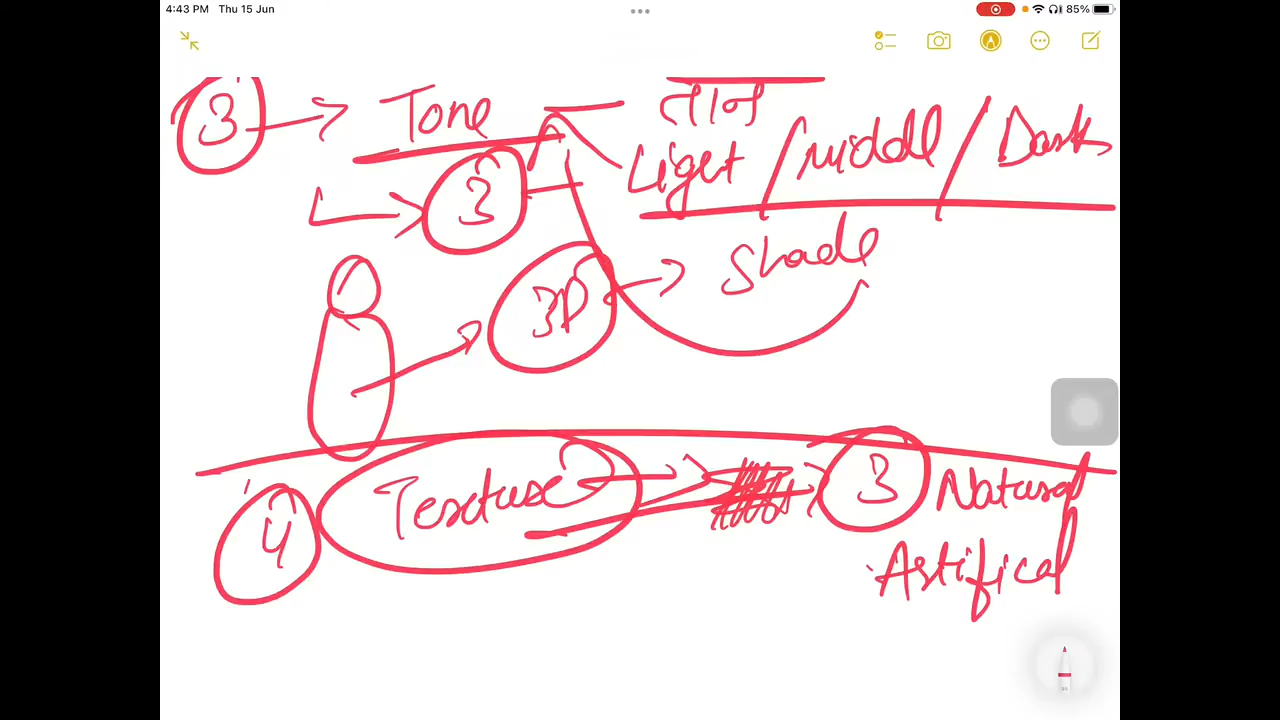 4:43 PM Thu 15 Jun
85%
3 Tone तान
Light / middle / Dark
3
3D Shade
4 Texture 3 Natural
Artifical